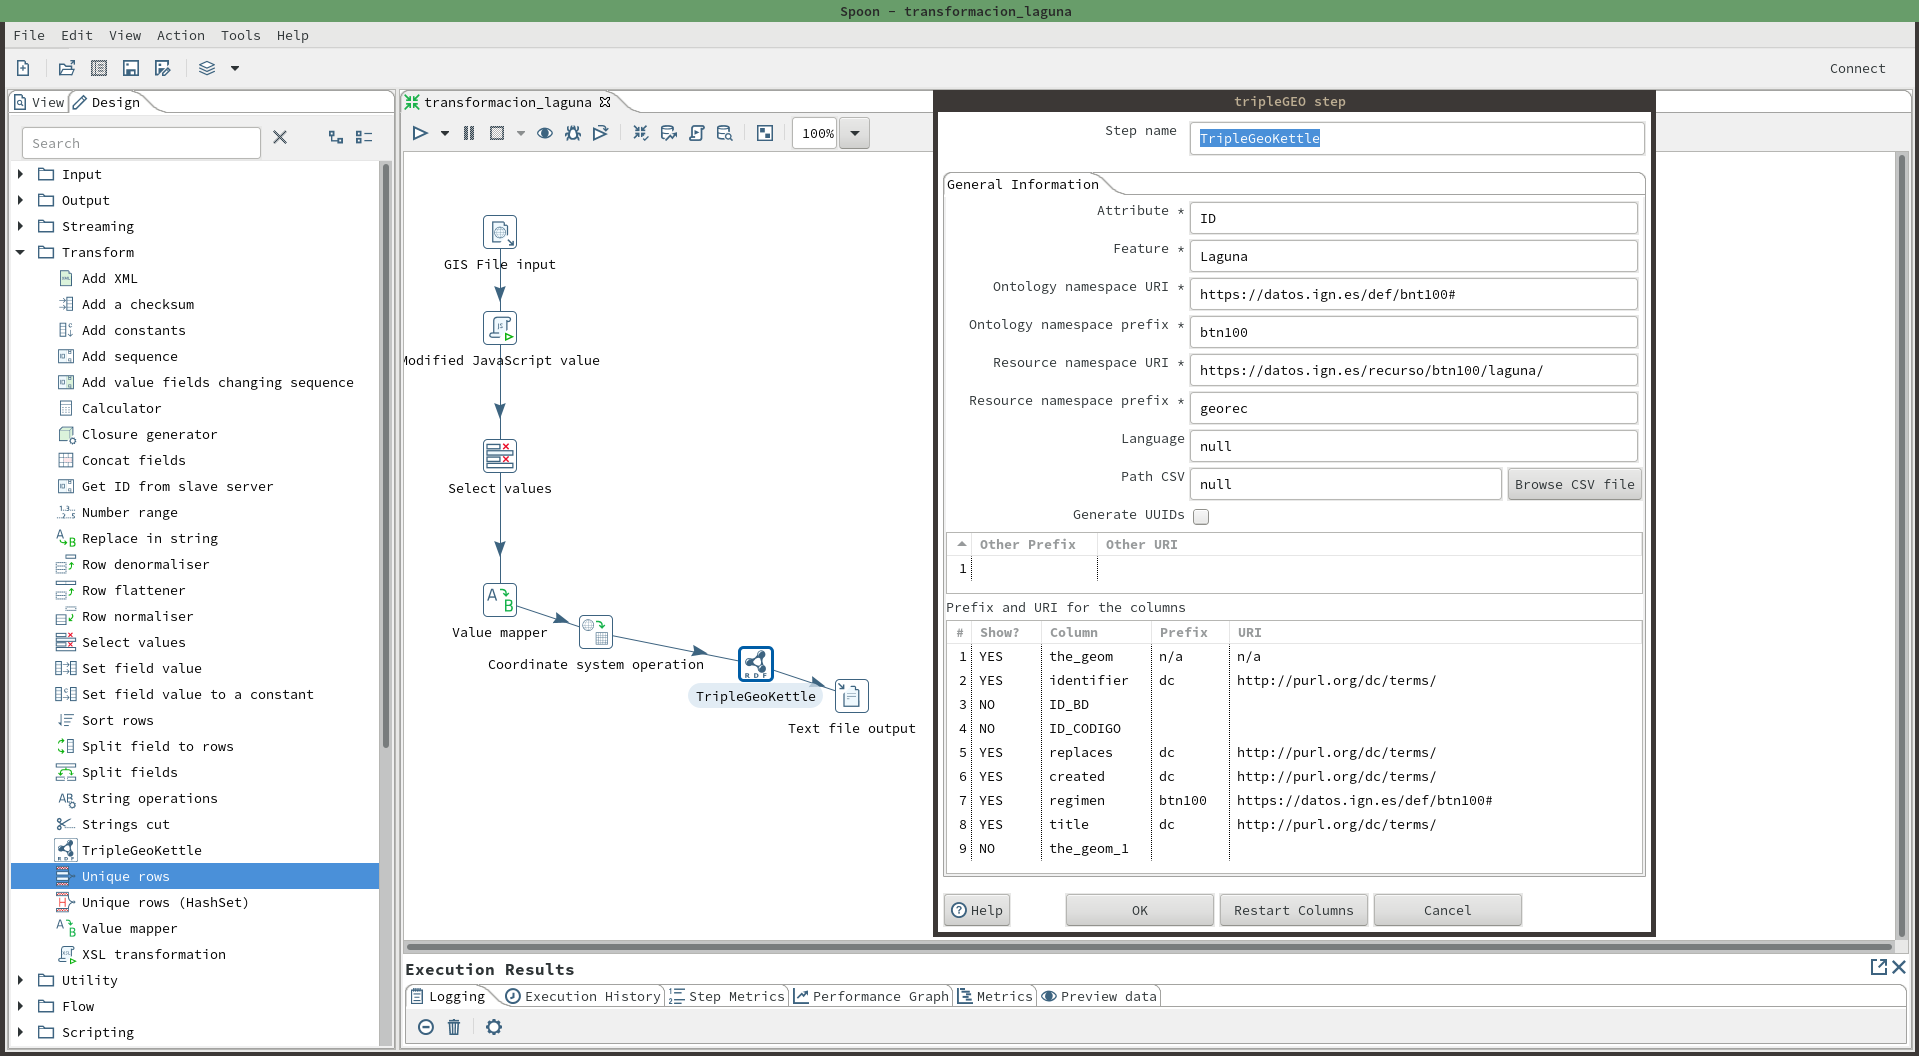 Spoon - transformacion_laguna
File Edit View Action Tools Help
Connect
View Design
Search
Input
Output
Streaming
Transform
Add XML
Add a checksum
Add constants
Add sequence
Add value fields changing sequence
Calculator
Closure generator
Concat fields
Get ID from slave server
Number range
Replace in string
Row denormaliser
Row flattener
Row normaliser
Select values
Set field value
Set field value to a constant
Sort rows
Split field to rows
Split fields
String operations
Strings cut
TripleGeoKettle
Unique rows
Unique rows (HashSet)
Value mapper
XSL transformation
Utility
Flow
Scripting
transformacion_laguna
100%
GIS File input
Modified JavaScript value
Select values
Value mapper
Coordinate system operation
RDF
TripleGeoKettle
Text file output
tripleGEO step
Step name TripleGeoKettle
General Information
Attribute * ID
Feature * Laguna
Ontology namespace URI * https://datos.ign.es/def/bnt100#
Ontology namespace prefix * btn100
Resource namespace URI * https://datos.ign.es/recurso/btn100/laguna/
Resource namespace prefix * georec
Language null
Path CSV null Browse CSV file
Generate UUIDs
Other Prefix Other URI
1
Prefix and URI for the columns
# Show? Column Prefix URI
1 YES the_geom n/a n/a
2 YES identifier dc http://purl.org/dc/terms/
3 NO ID_BD
4 NO ID_CODIGO
5 YES replaces dc http://purl.org/dc/terms/
6 YES created dc http://purl.org/dc/terms/
7 YES regimen btn100 https://datos.ign.es/def/btn100#
8 YES title dc http://purl.org/dc/terms/
9 NO the_geom_1
Help OK Restart Columns Cancel
Execution Results
Logging Execution History Step Metrics Performance Graph Metrics Preview data